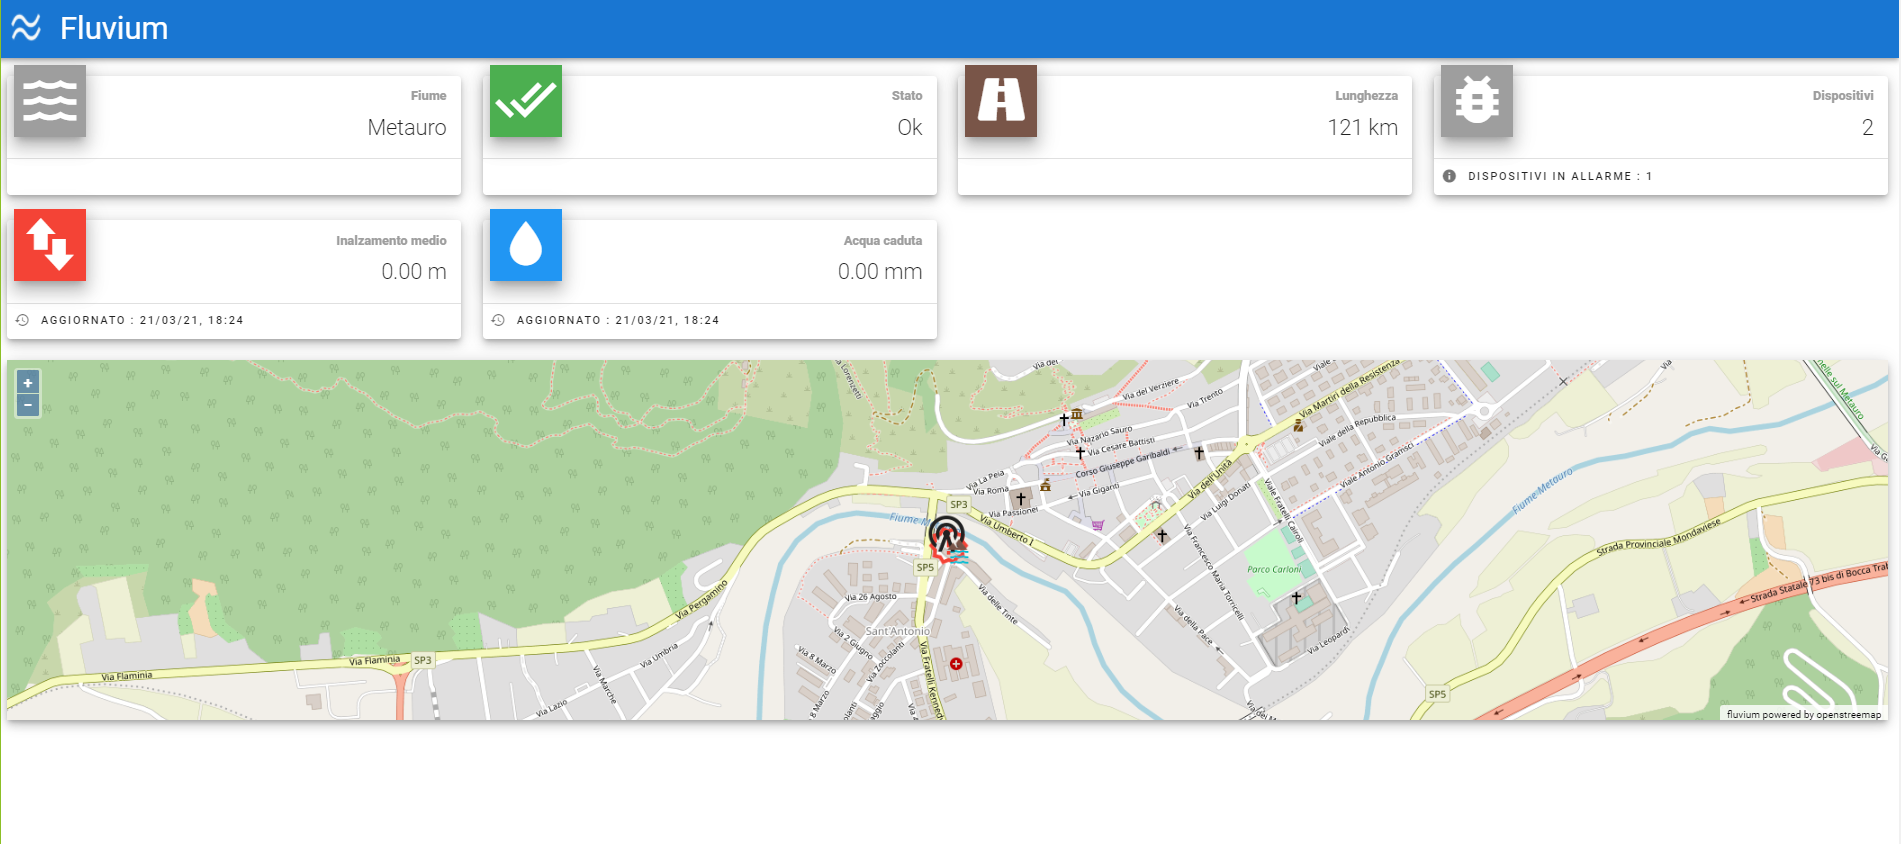 Fluvium
Fiume
Metauro
Stato
Ok
Lunghezza
121 km
Dispositivi
2
DISPOSITIVI IN ALLARME : 1
Inalzamento medio
0.00 m
AGGIORNATO : 21/03/21, 18:24
Acqua caduta
0.00 mm
AGGIORNATO : 21/03/21, 18:24
+
−
Via del Verziere
Via Trento
Via Martiri della Resistenza
Via Nazario Sauro
Via Cesare Battisti
Corso Giuseppe Garibaldi
Viale della Repubblica
Viale Antonio Gramsci
Via La Peia
Via Roma
Via Giganti
Via Passionei
Via dell'Unità
Via Luigi Donati
Viale Fratelli Cairoli
Fiume Metauro
SP3
Fiume M
Via Umberto I
SP5
Via Francesco Maria Torricelli
Parco Carloni
Strada Provinciale Mondaviese
Strada Statale 73 bis di Bocca Trab
Via Pergamino
Via 26 Agosto
Via delle Tinte
Sant'Antonio
Via 2 Giugno
Via Zoccolanti
Via 8 Marzo
8 Marzo
Via Fratelli Kenned
Via della Pace
Via Leopardi
Via Flaminia
Via Flaminia
SP3
Via Umbria
Via Marche
Via Lazio
SP5
fluvium powered by openstreemap